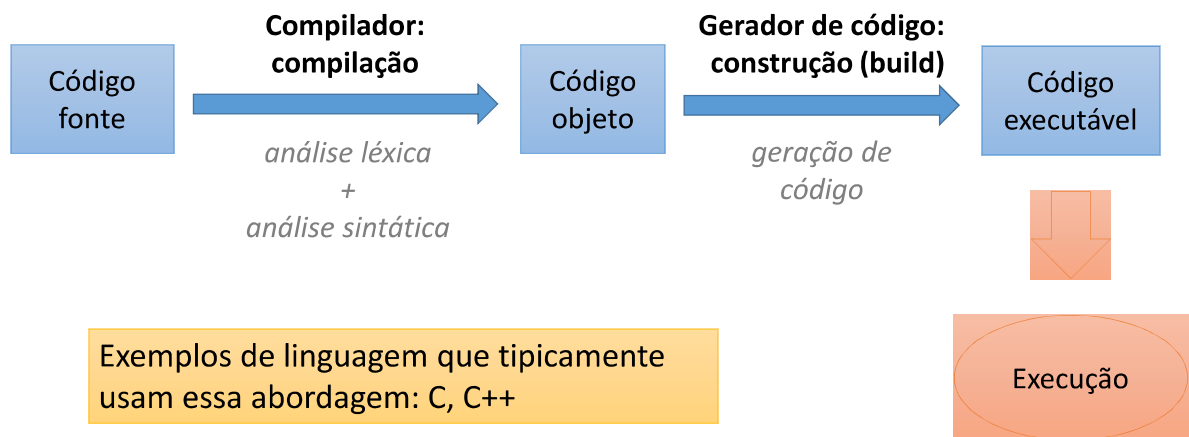 Código
fonte
Compilador:
compilação
análise léxica
+
análise sintática
Código
objeto
Gerador de código:
construção (build)
geração de
código
Código
executável
Execução
Exemplos de linguagem que tipicamente
usam essa abordagem: C, C++